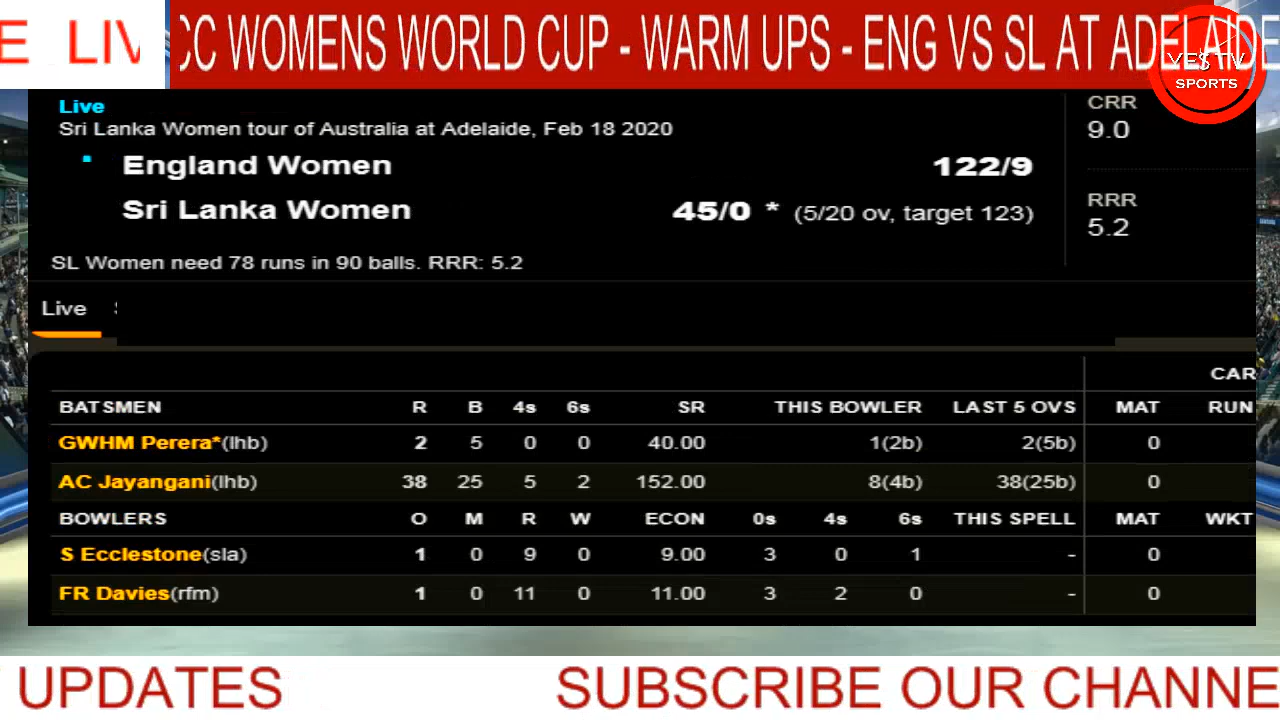 E LIV
CC WOMENS WORLD CUP - WARM UPS - ENG VS SL AT ADELAIDE
YES TV
SPORTS
Live
Sri Lanka Women tour of Australia at Adelaide, Feb 18 2020
England Women 122/9
Sri Lanka Women 45/0 * (5/20 ov, target 123)
SL Women need 78 runs in 90 balls. RRR: 5.2
CRR
9.0
RRR
5.2
Live
CAR
BATSMEN R B 4s 6s SR THIS BOWLER LAST 5 OVS MAT RUN
GWHM Perera*(lhb) 2 5 0 0 40.00 1(2b) 2(5b) 0
AC Jayangani(lhb) 38 25 5 2 152.00 8(4b) 38(25b) 0
BOWLERS O M R W ECON 0s 4s 6s THIS SPELL MAT WKT
S Ecclestone(sla) 1 0 9 0 9.00 3 0 1 - 0
FR Davies(rfm) 1 0 11 0 11.00 3 2 0 - 0
UPDATES SUBSCRIBE OUR CHANNE